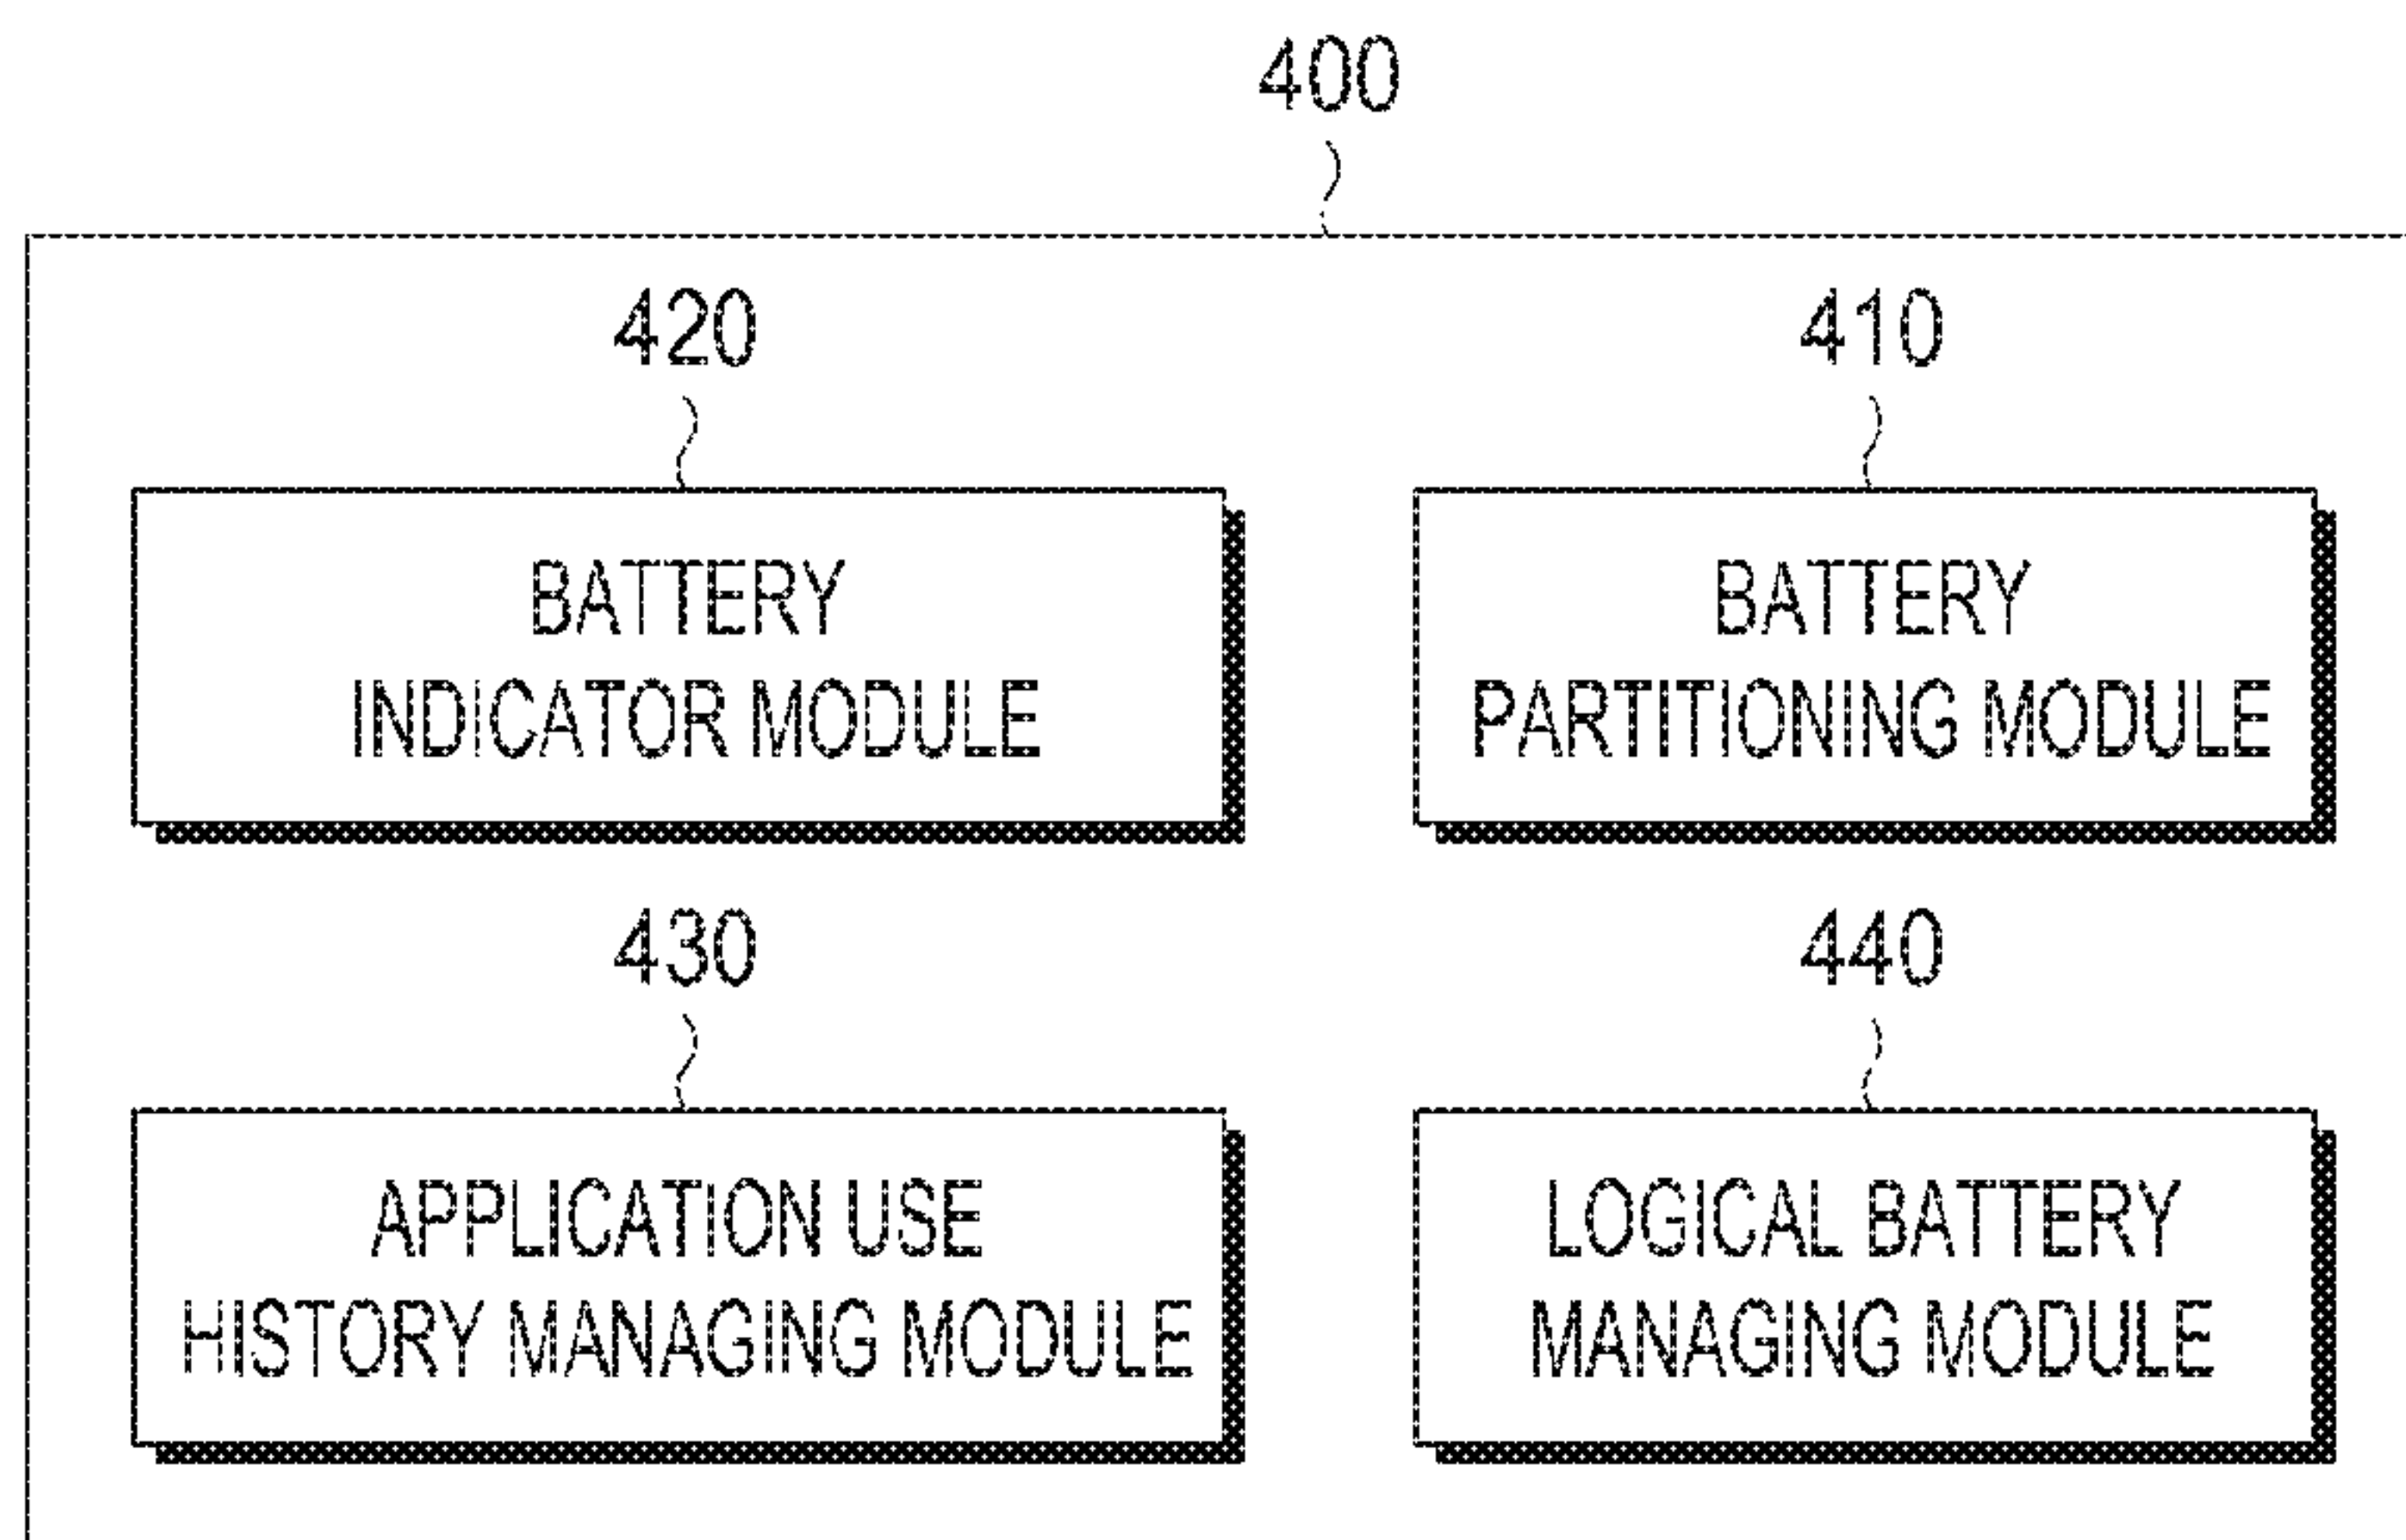 400
420
410
BATTERY
INDICATOR MODULE
BATTERY
PARTITIONING MODULE
430
440
APPLICATION USE
HISTORY MANAGING MODULE
LOGICAL BATTERY
MANAGING MODULE